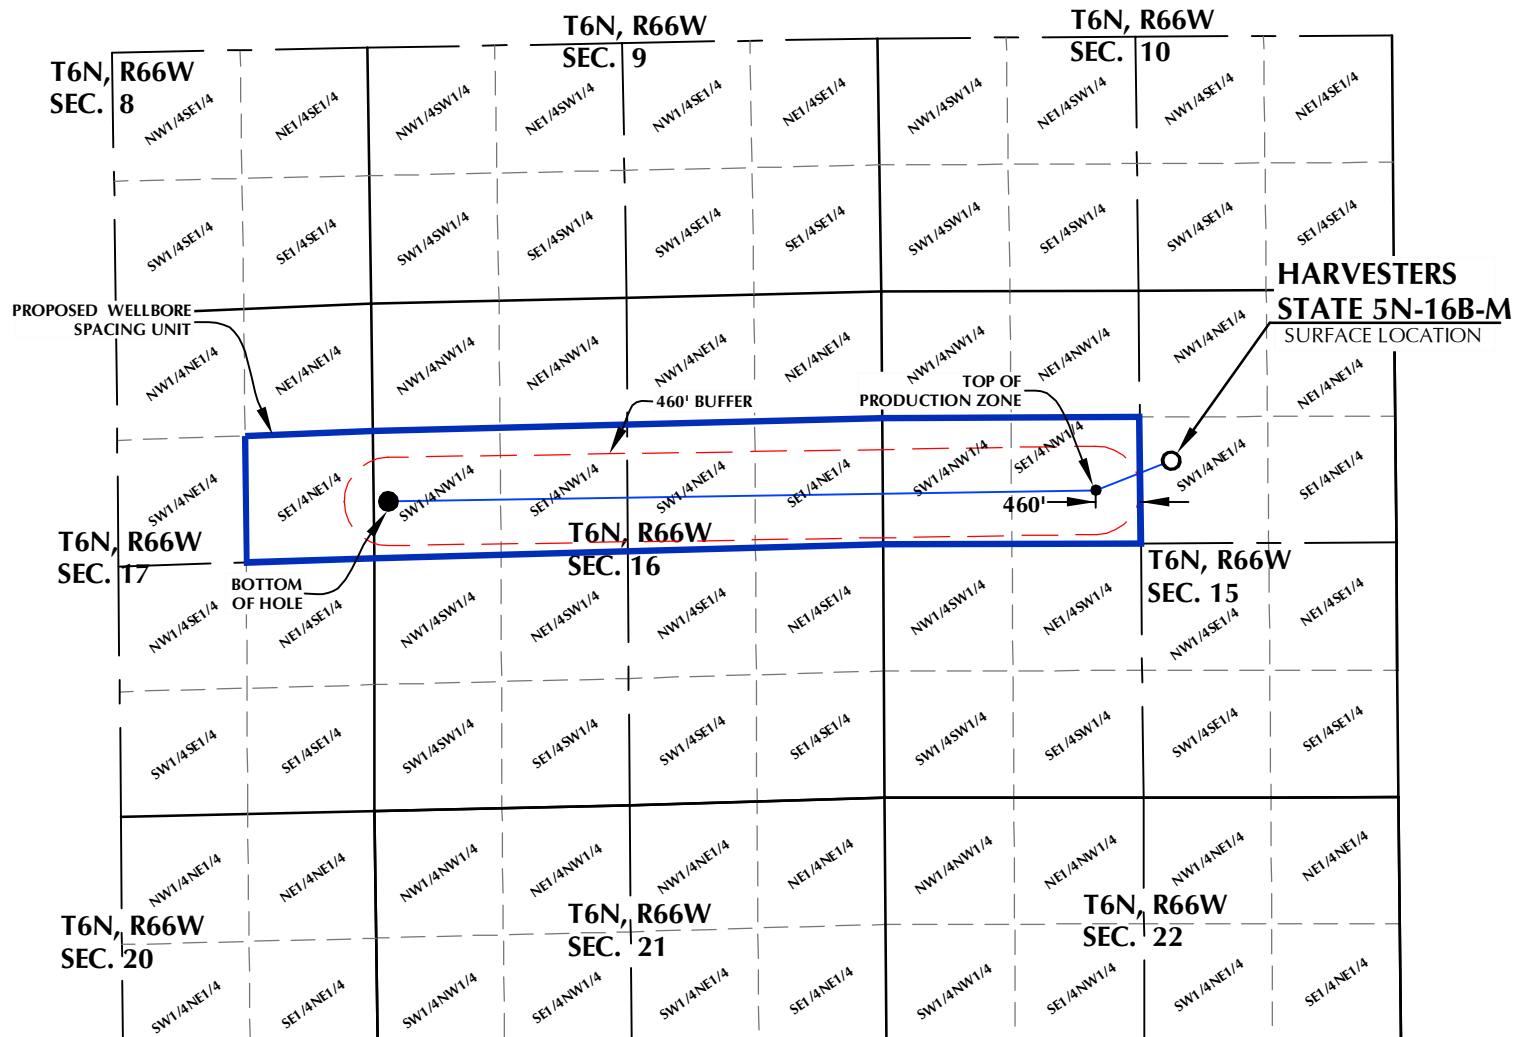 T6N, R66W
SEC. 8
T6N, R66W
SEC. 9
T6N, R66W
SEC. 10
NW1/4SE1/4
NE1/4SE1/4
NW1/4SW1/4
NE1/4SW1/4
NW1/4SE1/4
NE1/4SE1/4
NW1/4SW1/4
NE1/4SW1/4
NW1/4SE1/4
NE1/4SE1/4
SW1/4SE1/4
SE1/4SE1/4
SW1/4SW1/4
SE1/4SW1/4
SW1/4SE1/4
SE1/4SE1/4
SW1/4SW1/4
SE1/4SW1/4
SW1/4SE1/4
SE1/4SE1/4
HARVESTERS
STATE 5N-16B-M
SURFACE LOCATION
PROPOSED WELLBORE
SPACING UNIT
NW1/4NE1/4
NE1/4NE1/4
NW1/4NW1/4
NE1/4NW1/4
NW1/4NE1/4
NE1/4NE1/4
NW1/4NW1/4
NE1/4NW1/4
NW1/4NE1/4
NE1/4NE1/4
460' BUFFER
TOP OF
PRODUCTION ZONE
SW1/4NE1/4
SE1/4NE1/4
SW1/4NW1/4
SE1/4NW1/4
SW1/4NE1/4
SE1/4NE1/4
SW1/4NW1/4
SE1/4NW1/4
SW1/4NE1/4
SE1/4NE1/4
460'
T6N, R66W
SEC. 17
T6N, R66W
SEC. 16
T6N, R66W
SEC. 15
BOTTOM
OF HOLE
NW1/4SE1/4
NE1/4SE1/4
NW1/4SW1/4
NE1/4SW1/4
NW1/4SE1/4
NE1/4SE1/4
NW1/4SW1/4
NE1/4SW1/4
NW1/4SE1/4
NE1/4SE1/4
SW1/4SE1/4
SE1/4SE1/4
SW1/4SW1/4
SE1/4SW1/4
SW1/4SE1/4
SE1/4SE1/4
SW1/4SW1/4
SE1/4SW1/4
SW1/4SE1/4
SE1/4SE1/4
NW1/4NE1/4
NE1/4NE1/4
NW1/4NW1/4
NE1/4NW1/4
NW1/4NE1/4
NE1/4NE1/4
NW1/4NW1/4
NE1/4NW1/4
NW1/4NE1/4
NE1/4NE1/4
T6N, R66W
SEC. 20
T6N, R66W
SEC. 21
T6N, R66W
SEC. 22
SW1/4NE1/4
SE1/4NE1/4
SW1/4NW1/4
SE1/4NW1/4
SW1/4NE1/4
SE1/4NE1/4
SW1/4NW1/4
SE1/4NW1/4
SW1/4NE1/4
SE1/4NE1/4